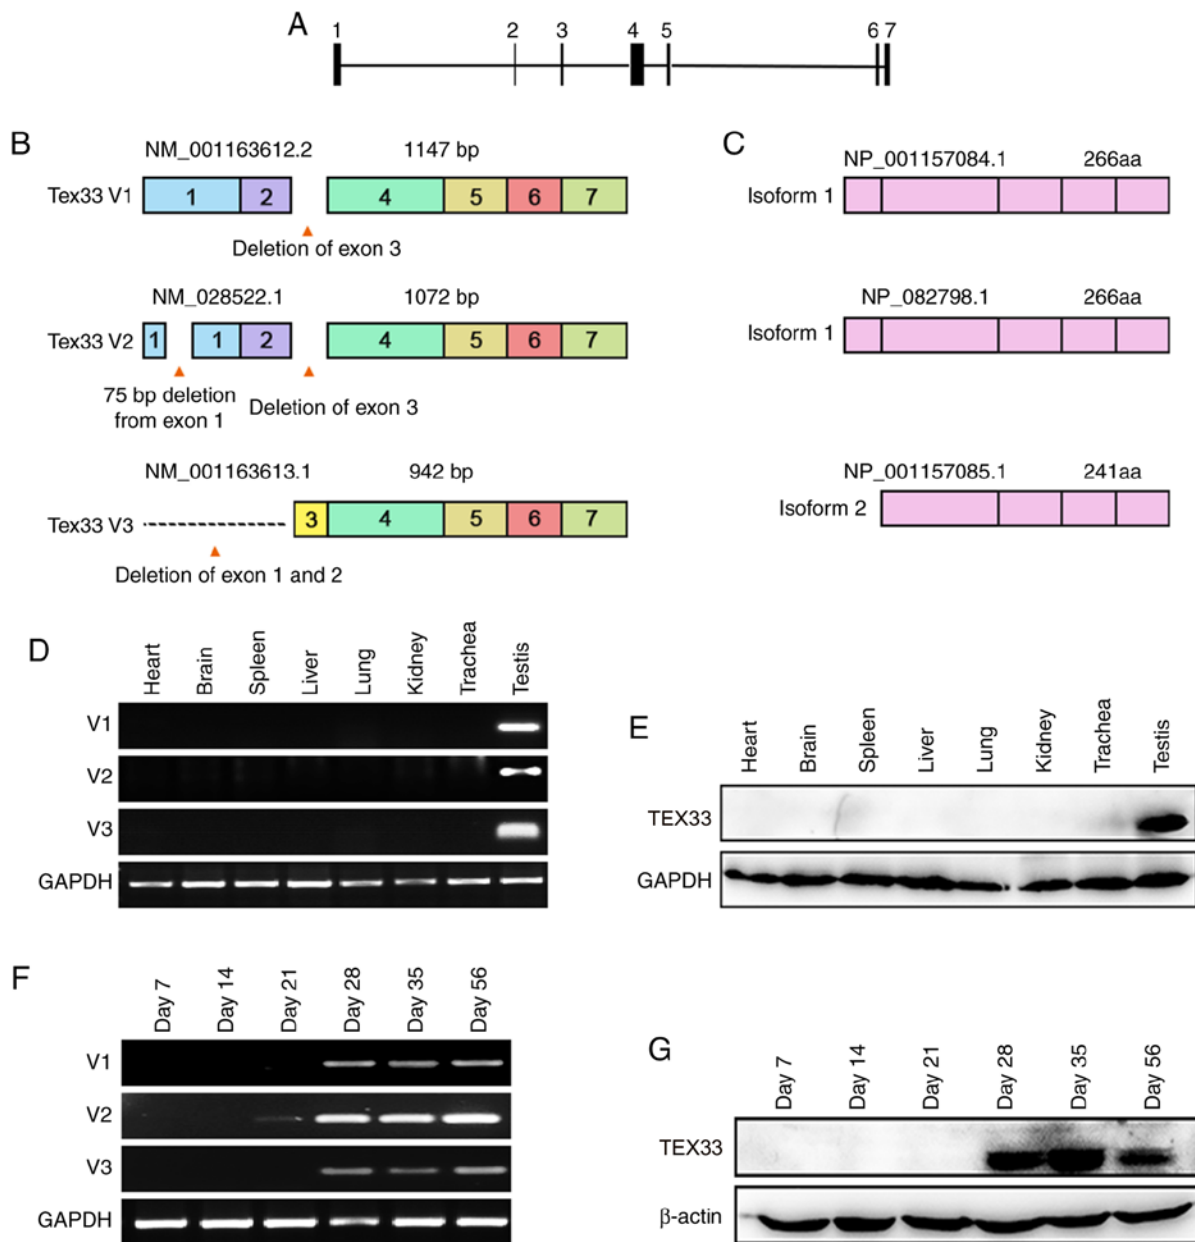 A
1 2 3 4 5 6 7
B
NM_001163612.2 1147 bp
Tex33 V1 1 2 4 5 6 7
Deletion of exon 3
NM_028522.1 1072 bp
Tex33 V2 1 1 2 4 5 6 7
75 bp deletion
from exon 1
Deletion of exon 3
NM_001163613.1 942 bp
Tex33 V3 3 4 5 6 7
Deletion of exon 1 and 2
C
NP_001157084.1 266aa
Isoform 1
NP_082798.1 266aa
Isoform 1
NP_001157085.1 241aa
Isoform 2
D
Heart Brain Spleen Liver Lung Kidney Trachea Testis
V1
V2
V3
GAPDH
E
Heart Brain Spleen Liver Lung Kidney Trachea Testis
TEX33
GAPDH
F
Day 7 Day 14 Day 21 Day 28 Day 35 Day 56
V1
V2
V3
GAPDH
G
Day 7 Day 14 Day 21 Day 28 Day 35 Day 56
TEX33
β-actin